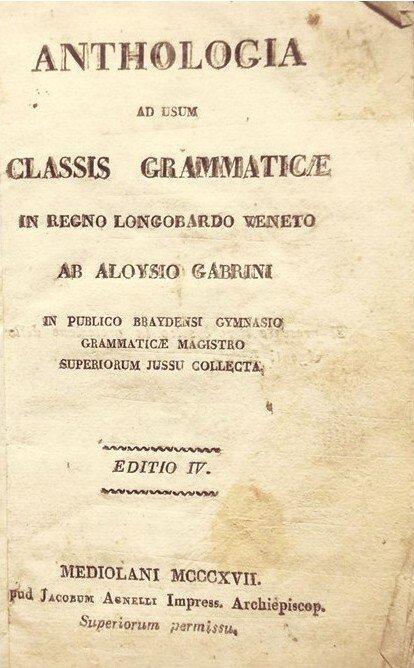 ANTHOLOGIA
AD USUM
CLASSIS GRAMMATICÆ
IN REGNO LONGOBARDO VENETO
AB ALOYSIO GABRINI
IN PUBLICO BRAYDENSI GYMNASIO
GRAMMATICÆ MAGISTRO
SUPERIORUM JUSSU COLLECTA.
EDITIO IV.
MEDIOLANI MCCCXVII.
pud JACOBUM AGNELLI Impress. Archiepiscop.
Superiorum permissu.